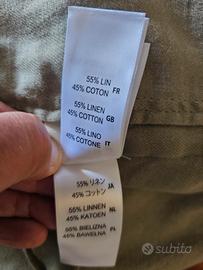 55% LIN
45% COTON FR
55% LINEN
45% COTTON GB
55% LINO
45% COTONE IT
55% リネン JA
45% コットン
55% LINNEN NL
45% KATOEN
55% BIELIZNA PL
45% BAWEŁNA
subito